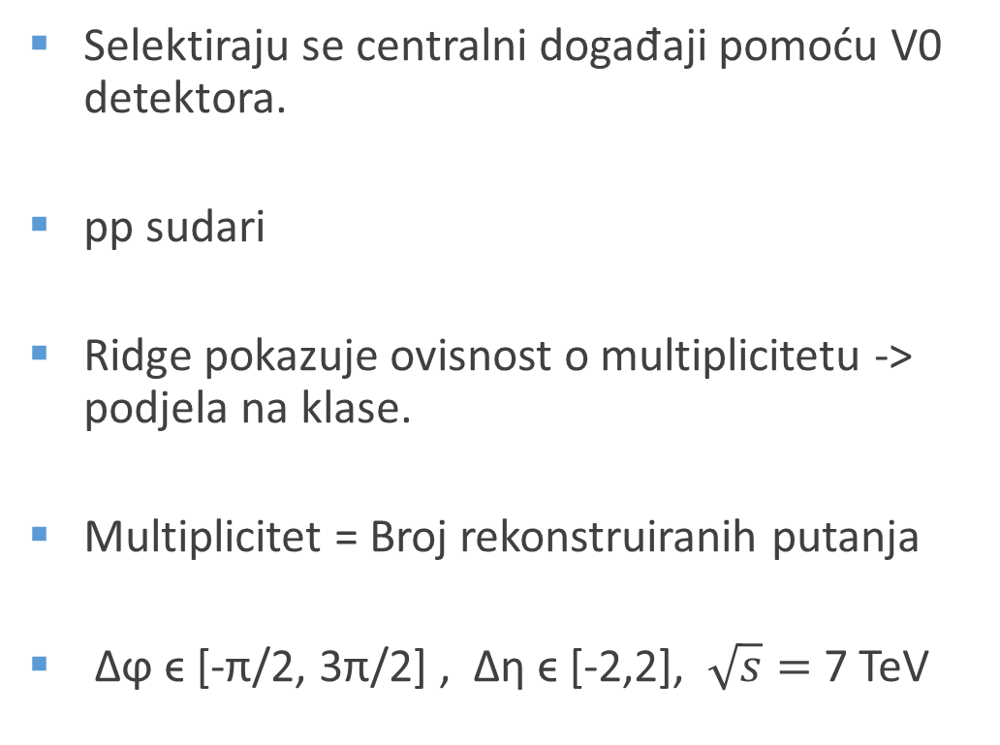 ▪ Selektiraju se centralni događaji pomoću V0
detektora.
▪ pp sudari
▪ Ridge pokazuje ovisnost o multiplicitetu ->
podjela na klase.
▪ Multiplicitet = Broj rekonstruiranih putanja
▪ Δφ ϵ [-π/2, 3π/2] , Δη ϵ [-2,2], √s = 7 TeV